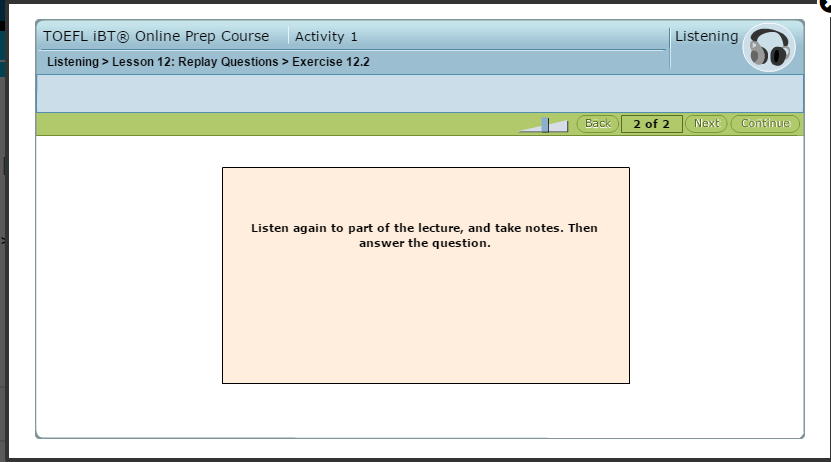 TOEFL iBT® Online Prep Course Activity 1 Listening
Listening > Lesson 12: Replay Questions > Exercise 12.2
Back 2 of 2 Next Continue
Listen again to part of the lecture, and take notes. Then
answer the question.